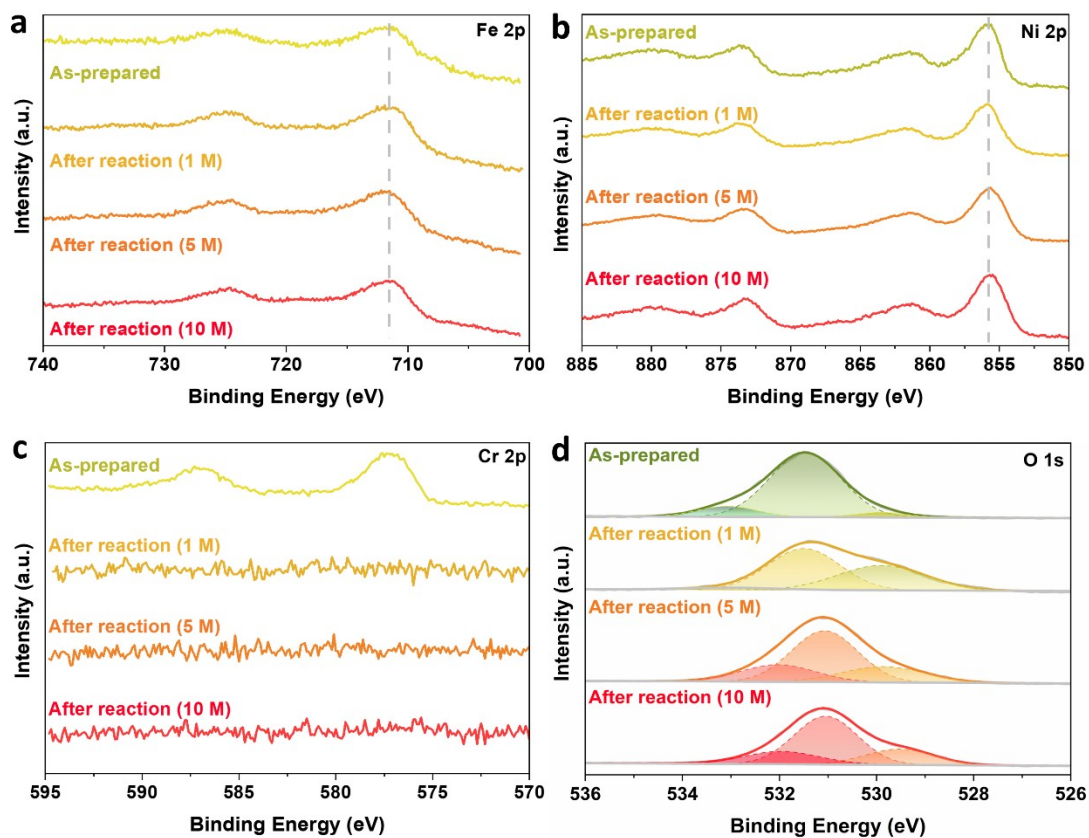 a
Fe 2p
As-prepared
After reaction (1 M)
After reaction (5 M)
After reaction (10 M)
Intensity (a.u.)
740 730 720 710 700
Binding Energy (eV)
b
As-prepared
Ni 2p
After reaction (1 M)
After reaction (5 M)
After reaction (10 M)
Intensity (a.u.)
885 880 875 870 865 860 855 850
Binding Energy (eV)
c
As-prepared
Cr 2p
After reaction (1 M)
After reaction (5 M)
After reaction (10 M)
Intensity (a.u.)
595 590 585 580 575 570
Binding Energy (eV)
d
As-prepared
O 1s
After reaction (1 M)
After reaction (5 M)
After reaction (10 M)
Intensity (a.u.)
536 534 532 530 528 526
Binding Energy (eV)